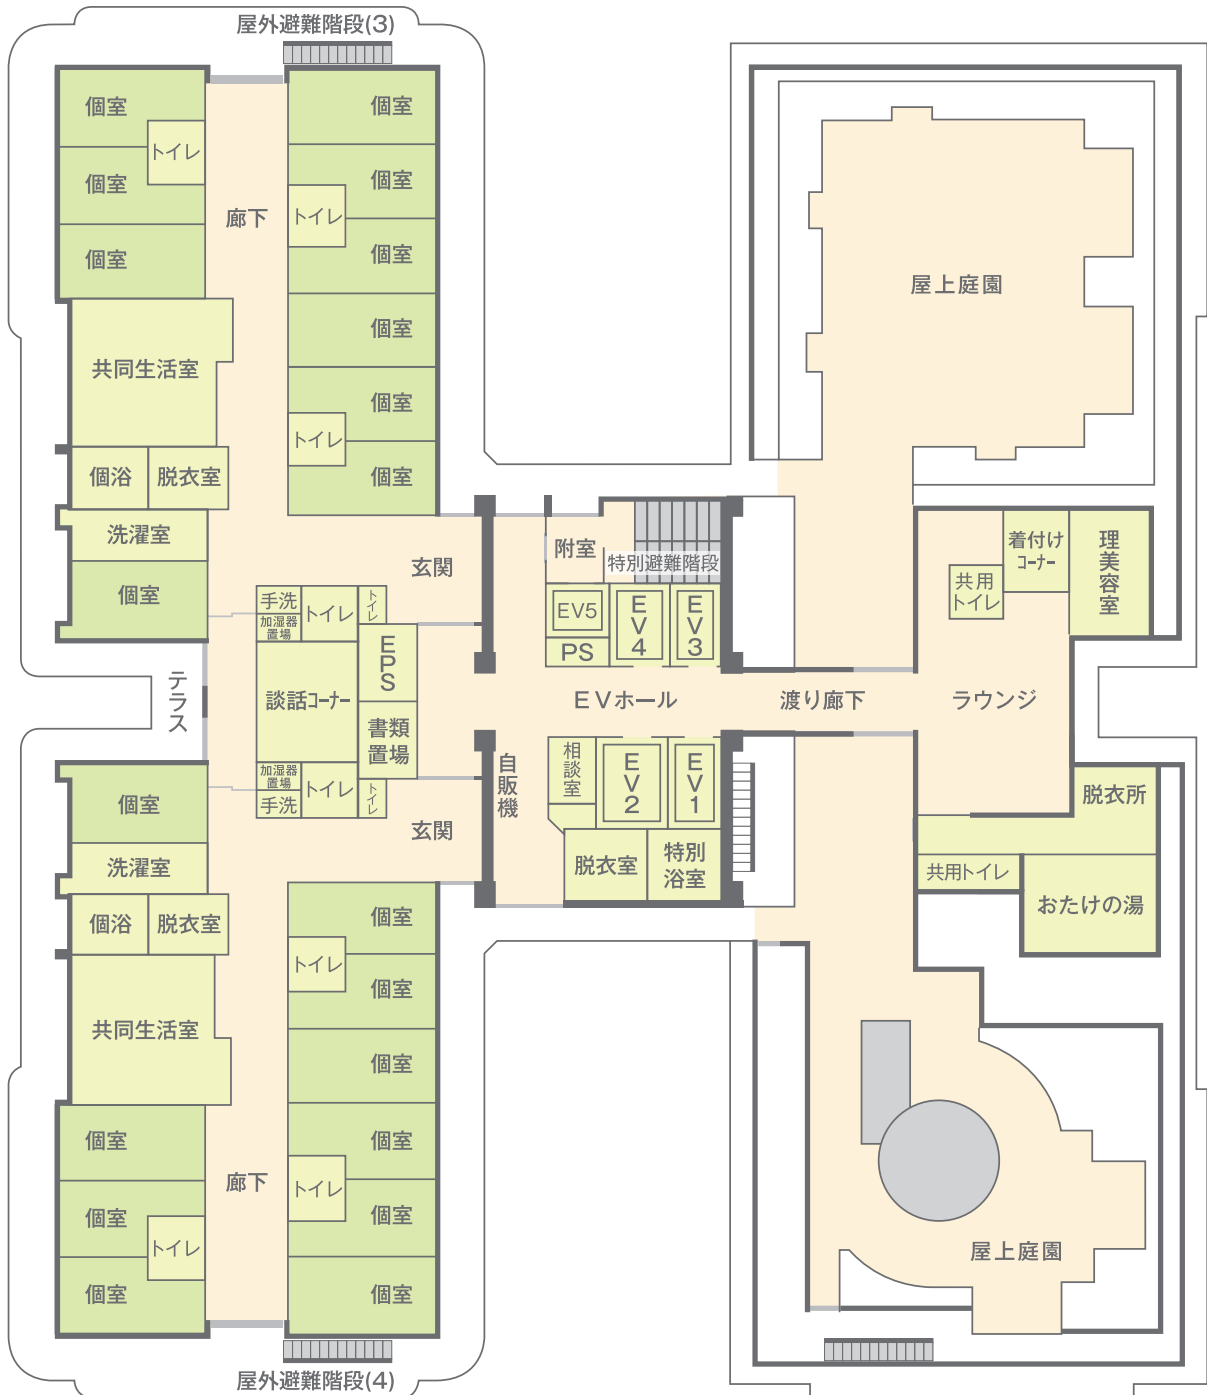 屋外避難階段(3)
個室
トイレ
個室
個室
廊下
個室
個室
トイレ
個室
個室
個室
トイレ
個室
共同生活室
個浴
脱衣室
洗濯室
個室
玄関
手洗
トイレ
トイレ
加湿器
置場
EPS
談話コーナー
書類
置場
テラス
加湿器
置場
手洗
トイレ
トイレ
玄関
個室
洗濯室
個浴
脱衣室
共同生活室
個室
個室
トイレ
個室
廊下
個室
トイレ
個室
個室
個室
トイレ
個室
個室
屋外避難階段(4)
附室
特別避難階段
EV5
EV4
EV3
PS
EVホール
自販機
相談室
EV2
EV1
脱衣室
特別
浴室
渡り廊下
屋上庭園
着付け
コーナー
理美容室
共用
トイレ
ラウンジ
脱衣所
共用トイレ
おたけの湯
屋上庭園